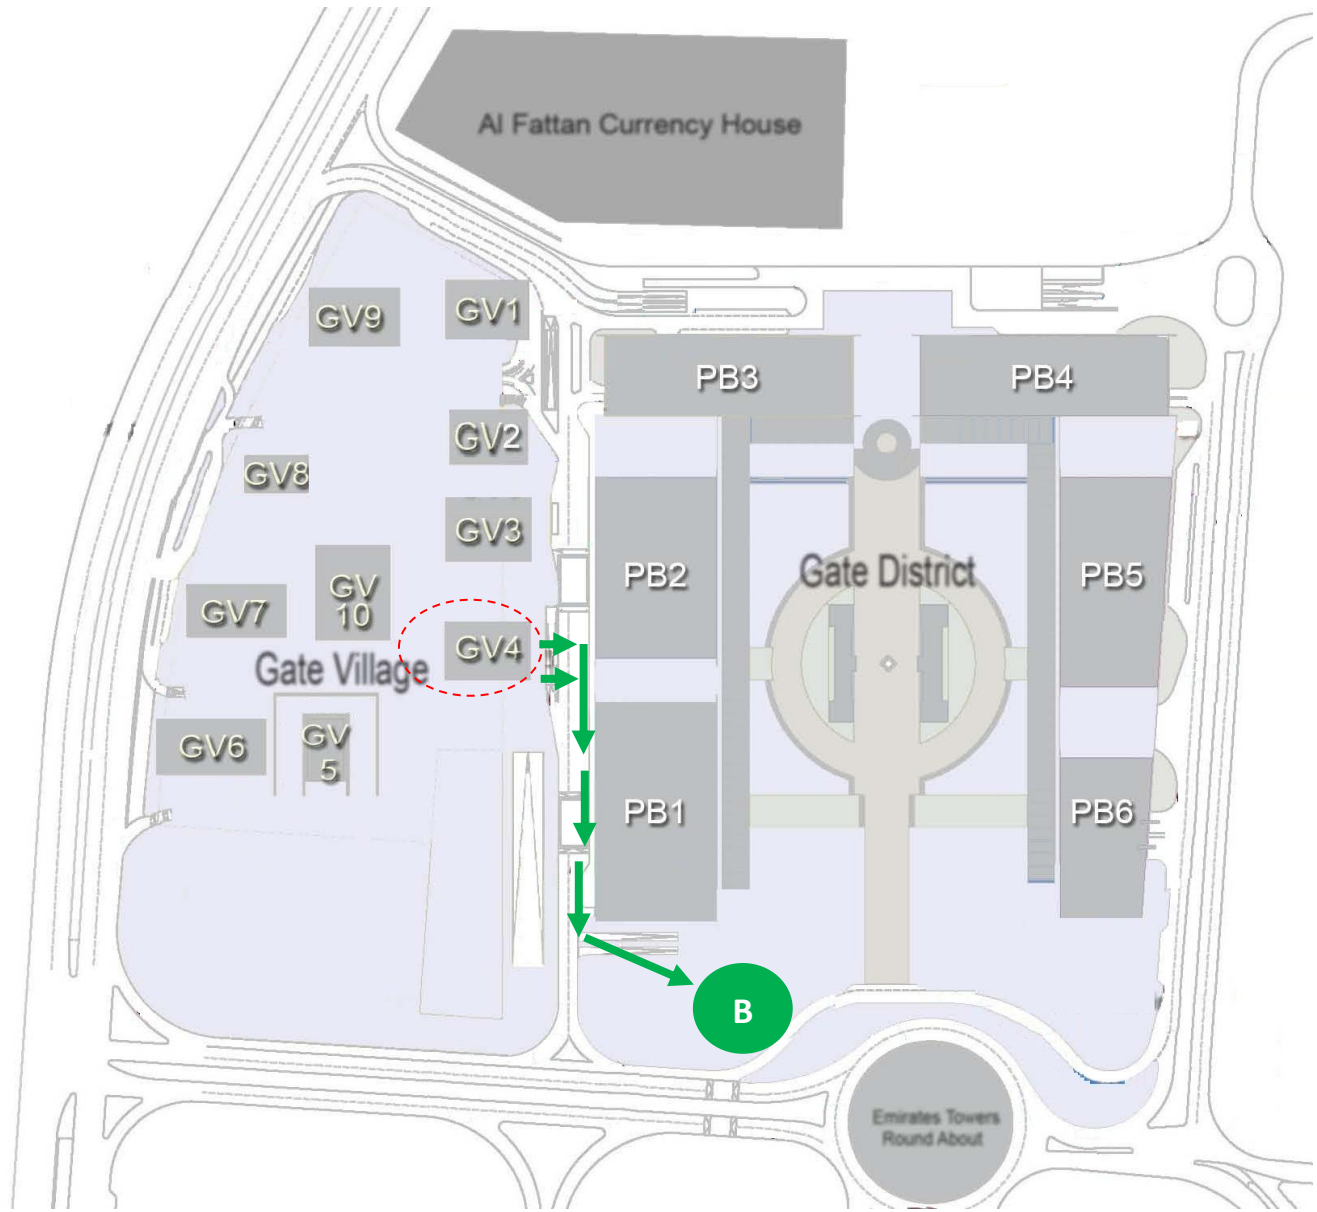 Al Fattan Currency House
GV9
GV1
PB3
PB4
GV2
GV8
GV3
PB2
Gate District
PB5
GV7
GV
10
GV4
Gate Village
GV6
GV
5
PB1
PB6
B
Emirates Towers
Round About